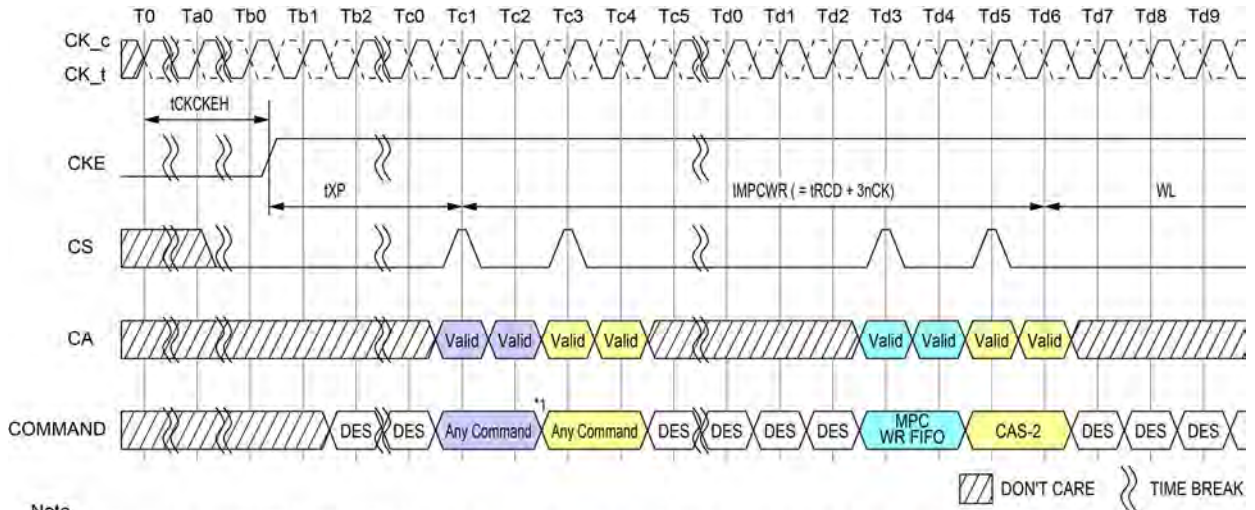 T0 Ta0 Tb0 Tb1 Tb2 Tc0 Tc1 Tc2 Tc3 Tc4 Tc5 Td0 Td1 Td2 Td3 Td4 Td5 Td6 Td7 Td8 Td9
CK_c
CK_t
tCKCKEH
CKE
tXP tMPCWR ( = tRCD + 3nCK) WL
CS
CA Valid Valid Valid Valid Valid Valid Valid Valid
*1
COMMAND DES DES Any Command Any Command DES DES DES DES MPC WR FIFO CAS-2 DES DES DES
DON'T CARE TIME BREAK
Note